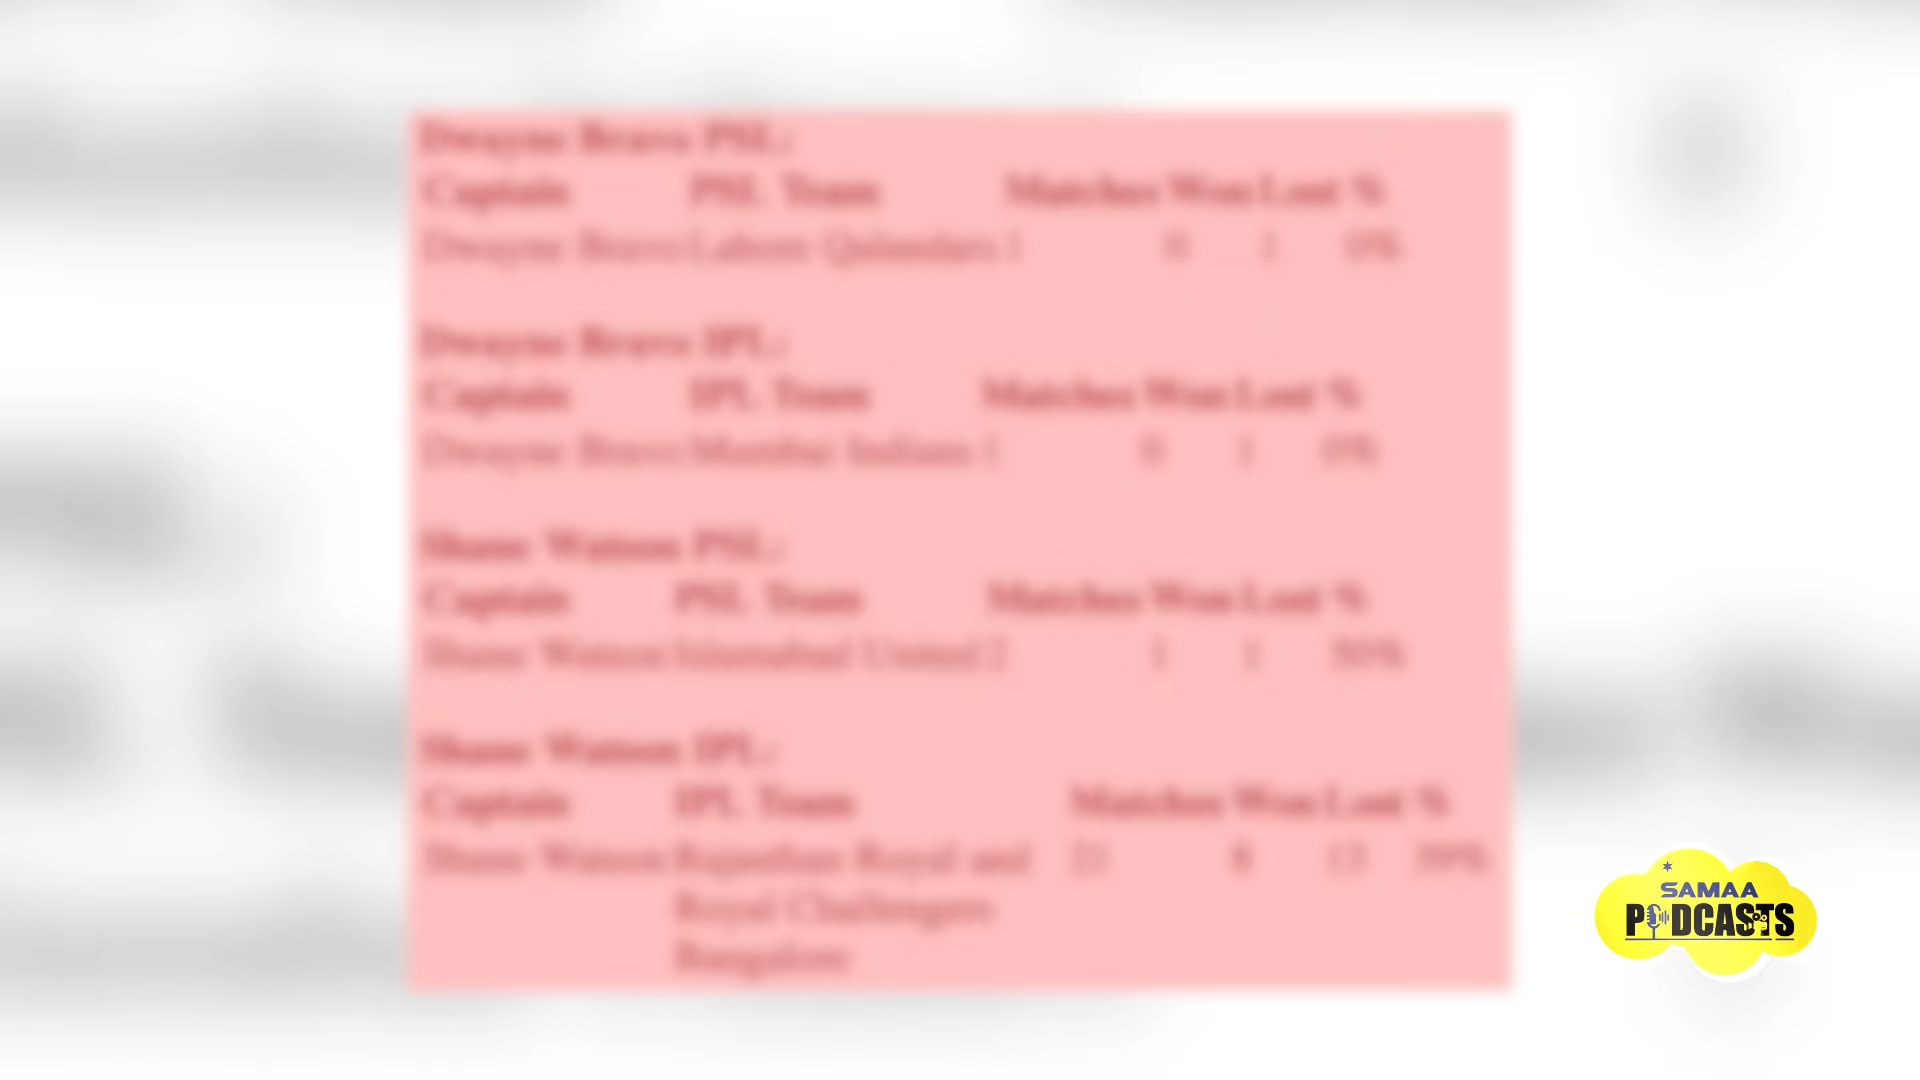 Dwayne Bravo PSL:
Captain PSL Team Matches Won Lost %
Dwayne Bravo Lahore Qalandars 1 0 1 0%
Dwayne Bravo IPL:
Captain IPL Team Matches Won Lost %
Dwayne Bravo Mumbai Indians 1 0 1 0%
Shane Watson PSL:
Captain PSL Team Matches Won Lost %
Shane Watson Islamabad United 2 1 1 50%
Shane Watson IPL:
Captain IPL Team Matches Won Lost %
Shane Watson Rajasthan Royal and 21 8 13
Royal Challengers
Bangalore
SAMAA
PODCASTS